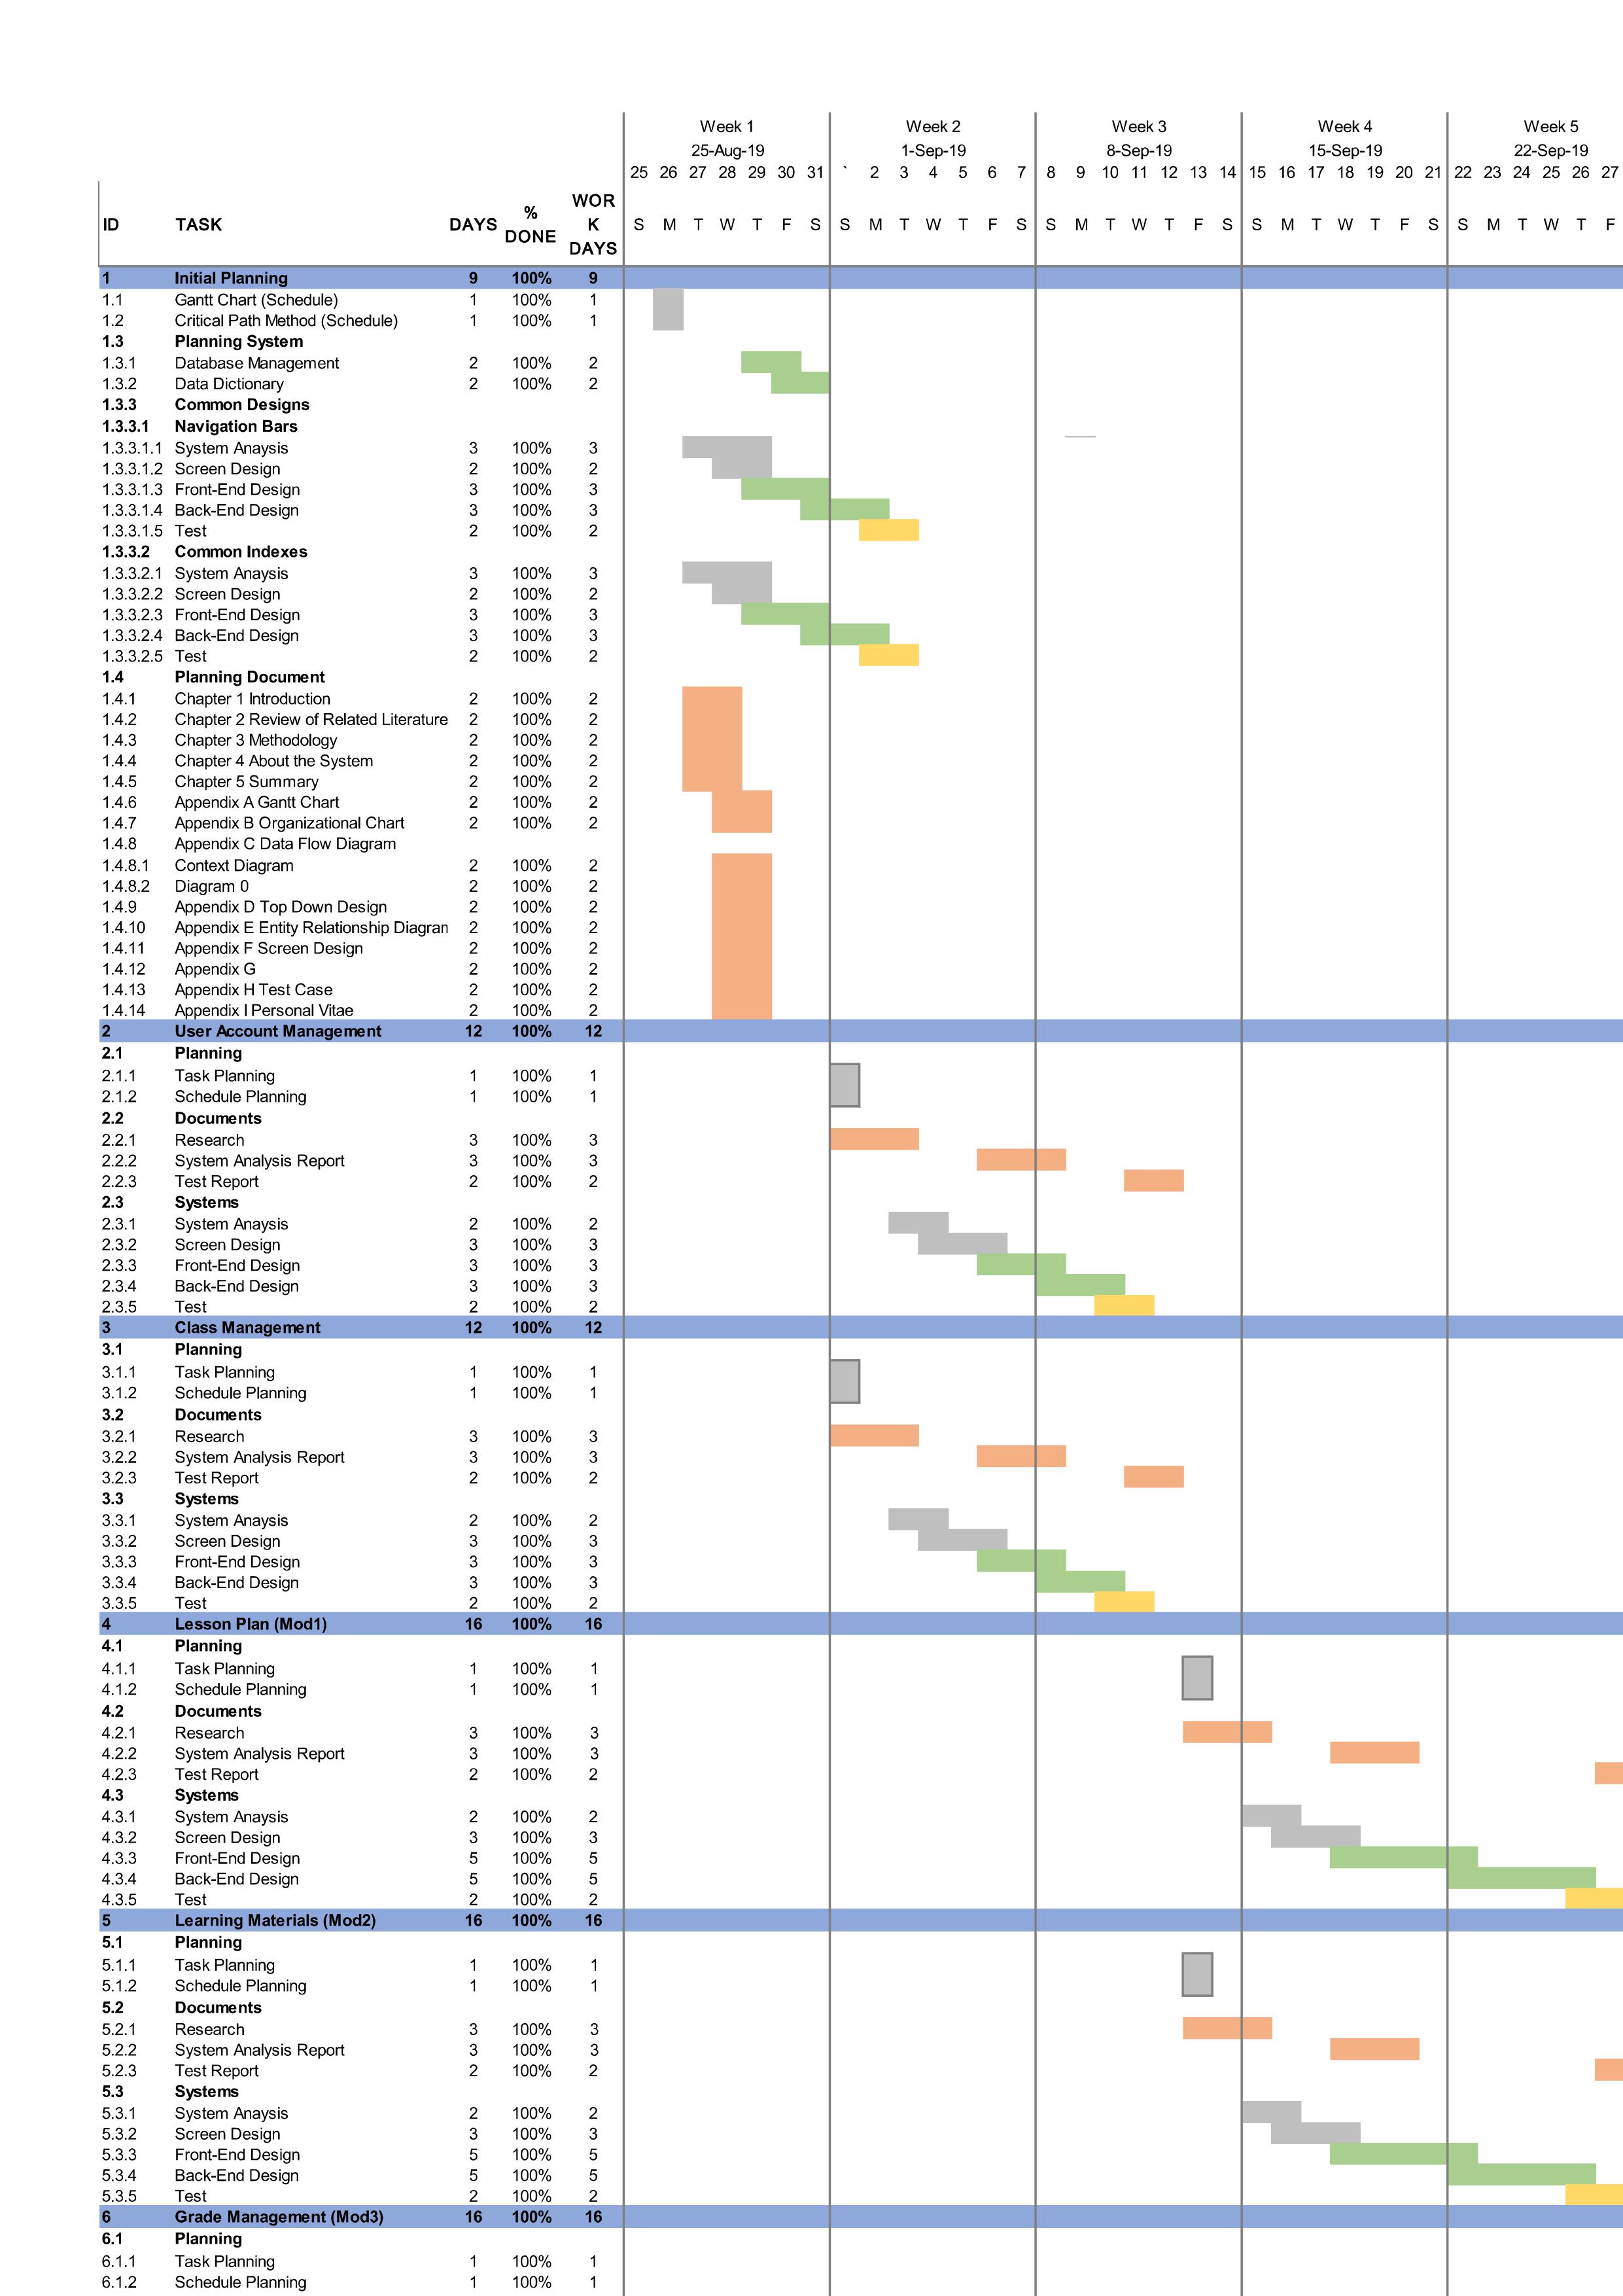 Week 1 Week 2 Week 3 Week 4 Week 5
25-Aug-19 1-Sep-19 8-Sep-19 15-Sep-19 22-Sep-19
25 26 27 28 29 30 31 ` 2 3 4 5 6 7 8 9 10 11 12 13 14 15 16 17 18 19 20 21 22 23 24 25 26 27
ID TASK DAYS % DONE WOR K DAYS S M T W T F S S M T W T F S S M T W T F S S M T W T F S S M T W T F
1 Initial Planning 9 100% 9
1.1 Gantt Chart (Schedule) 1 100% 1
1.2 Critical Path Method (Schedule) 1 100% 1
1.3 Planning System
1.3.1 Database Management 2 100% 2
1.3.2 Data Dictionary 2 100% 2
1.3.3 Common Designs
1.3.3.1 Navigation Bars
1.3.3.1.1 System Anaysis 3 100% 3
1.3.3.1.2 Screen Design 2 100% 2
1.3.3.1.3 Front-End Design 3 100% 3
1.3.3.1.4 Back-End Design 3 100% 3
1.3.3.1.5 Test 2 100% 2
1.3.3.2 Common Indexes
1.3.3.2.1 System Anaysis 3 100% 3
1.3.3.2.2 Screen Design 2 100% 2
1.3.3.2.3 Front-End Design 3 100% 3
1.3.3.2.4 Back-End Design 3 100% 3
1.3.3.2.5 Test 2 100% 2
1.4 Planning Document
1.4.1 Chapter 1 Introduction 2 100% 2
1.4.2 Chapter 2 Review of Related Literature 2 100% 2
1.4.3 Chapter 3 Methodology 2 100% 2
1.4.4 Chapter 4 About the System 2 100% 2
1.4.5 Chapter 5 Summary 2 100% 2
1.4.6 Appendix A Gantt Chart 2 100% 2
1.4.7 Appendix B Organizational Chart 2 100% 2
1.4.8 Appendix C Data Flow Diagram
1.4.8.1 Context Diagram 2 100% 2
1.4.8.2 Diagram 0 2 100% 2
1.4.9 Appendix D Top Down Design 2 100% 2
1.4.10 Appendix E Entity Relationship Diagran 2 100% 2
1.4.11 Appendix F Screen Design 2 100% 2
1.4.12 Appendix G 2 100% 2
1.4.13 Appendix H Test Case 2 100% 2
1.4.14 Appendix I Personal Vitae 2 100% 2
2 User Account Management 12 100% 12
2.1 Planning
2.1.1 Task Planning 1 100% 1
2.1.2 Schedule Planning 1 100% 1
2.2 Documents
2.2.1 Research 3 100% 3
2.2.2 System Analysis Report 3 100% 3
2.2.3 Test Report 2 100% 2
2.3 Systems
2.3.1 System Anaysis 2 100% 2
2.3.2 Screen Design 3 100% 3
2.3.3 Front-End Design 3 100% 3
2.3.4 Back-End Design 3 100% 3
2.3.5 Test 2 100% 2
3 Class Management 12 100% 12
3.1 Planning
3.1.1 Task Planning 1 100% 1
3.1.2 Schedule Planning 1 100% 1
3.2 Documents
3.2.1 Research 3 100% 3
3.2.2 System Analysis Report 3 100% 3
3.2.3 Test Report 2 100% 2
3.3 Systems
3.3.1 System Anaysis 2 100% 2
3.3.2 Screen Design 3 100% 3
3.3.3 Front-End Design 3 100% 3
3.3.4 Back-End Design 3 100% 3
3.3.5 Test 2 100% 2
4 Lesson Plan (Mod1) 16 100% 16
4.1 Planning
4.1.1 Task Planning 1 100% 1
4.1.2 Schedule Planning 1 100% 1
4.2 Documents
4.2.1 Research 3 100% 3
4.2.2 System Analysis Report 3 100% 3
4.2.3 Test Report 2 100% 2
4.3 Systems
4.3.1 System Anaysis 2 100% 2
4.3.2 Screen Design 3 100% 3
4.3.3 Front-End Design 5 100% 5
4.3.4 Back-End Design 5 100% 5
4.3.5 Test 2 100% 2
5 Learning Materials (Mod2) 16 100% 16
5.1 Planning
5.1.1 Task Planning 1 100% 1
5.1.2 Schedule Planning 1 100% 1
5.2 Documents
5.2.1 Research 3 100% 3
5.2.2 System Analysis Report 3 100% 3
5.2.3 Test Report 2 100% 2
5.3 Systems
5.3.1 System Anaysis 2 100% 2
5.3.2 Screen Design 3 100% 3
5.3.3 Front-End Design 5 100% 5
5.3.4 Back-End Design 5 100% 5
5.3.5 Test 2 100% 2
6 Grade Management (Mod3) 16 100% 16
6.1 Planning
6.1.1 Task Planning 1 100% 1
6.1.2 Schedule Planning 1 100% 1